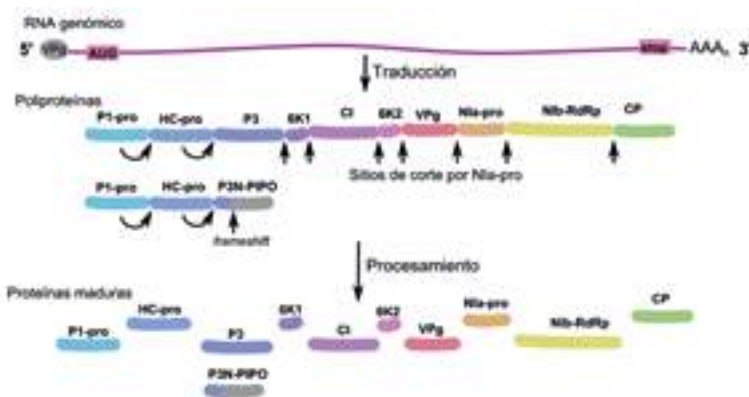 RNA genómico
5' VPg AUG stop AAAn 3'
Traducción
Poliproteínas
P1-pro HC-pro P3 6K1 CI 6K2 VPg NIa-pro NIb-RdRp CP
Sitios de corte por NIa-pro
P1-pro HC-pro P3N-PIPO
frameshift
Procesamiento
Proteínas maduras
P1-pro HC-pro P3 6K1 CI 6K2 VPg NIa-pro NIb-RdRp CP
P3N-PIPO